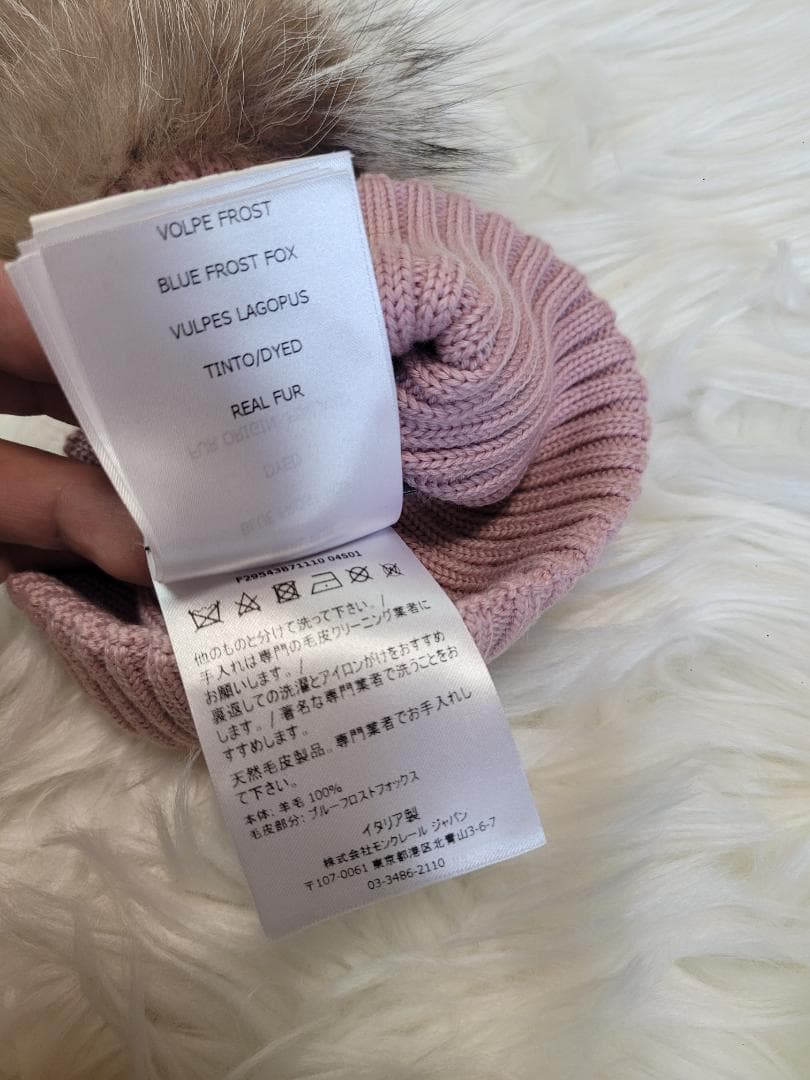 VOLPE FROST
BLUE FROST FOX
VULPES LAGOPUS
TINTO/DYED
REAL FUR
FUR ORIGIN
DYED
F29543B71110 04S01
他のものと分けて洗って下さい。/
手入れは専門の毛皮クリーニング業者に
お願いします。/
裏返しての洗濯とアイロンがけをおすすめ
します。/ 著名な専門業者で洗うことをお
すすめします。
天然毛皮製品。専門業者でお手入れし
て下さい。
本体: 羊毛 100%
毛皮部分: ブルーフロストフォックス
イタリア製
株式会社モンクレール ジャパン
〒107-0061 東京都港区北青山3-6-7
03-3486-2110